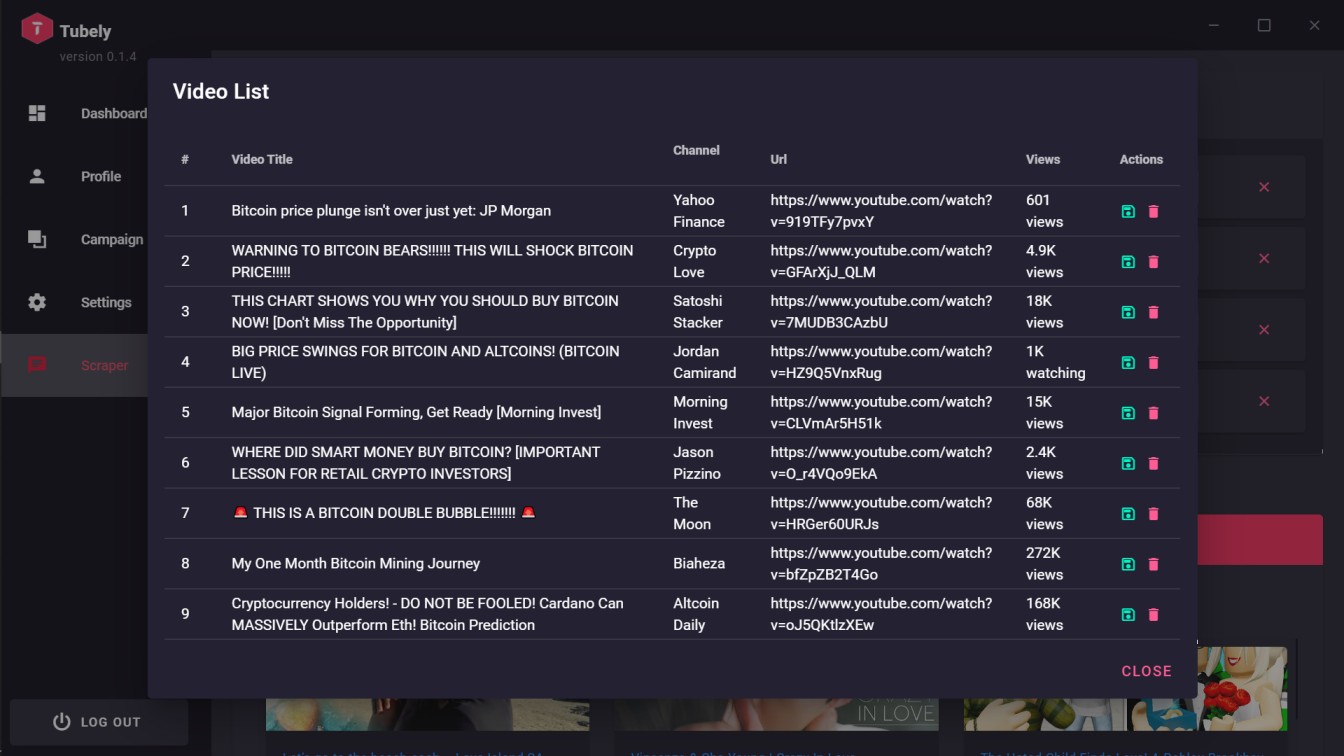 Tubely
version 0.1.4
Dashboard
Profile
Campaign
Settings
Scraper
LOG OUT
Video List
# Video Title Channel Url Views Actions
1 Bitcoin price plunge isn't over just yet: JP Morgan Yahoo Finance https://www.youtube.com/watch?v=919TFy7pvxY 601 views
2 WARNING TO BITCOIN BEARS!!!!!! THIS WILL SHOCK BITCOIN PRICE!!!!! Crypto Love https://www.youtube.com/watch?v=GFArXjJ_QLM 4.9K views
3 THIS CHART SHOWS YOU WHY YOU SHOULD BUY BITCOIN NOW! [Don't Miss The Opportunity] Satoshi Stacker https://www.youtube.com/watch?v=7MUDB3CAzbU 18K views
4 BIG PRICE SWINGS FOR BITCOIN AND ALTCOINS! (BITCOIN LIVE) Jordan Camirand https://www.youtube.com/watch?v=HZ9Q5VnxRug 1K watching
5 Major Bitcoin Signal Forming, Get Ready [Morning Invest] Morning Invest https://www.youtube.com/watch?v=CLVmAr5H51k 15K views
6 WHERE DID SMART MONEY BUY BITCOIN? [IMPORTANT LESSON FOR RETAIL CRYPTO INVESTORS] Jason Pizzino https://www.youtube.com/watch?v=O_r4VQo9EkA 2.4K views
7 🚨 THIS IS A BITCOIN DOUBLE BUBBLE!!!!!!! 🚨 The Moon https://www.youtube.com/watch?v=HRGer60URJs 68K views
8 My One Month Bitcoin Mining Journey Biaheza https://www.youtube.com/watch?v=bfZpZB2T4Go 272K views
9 Cryptocurrency Holders! - DO NOT BE FOOLED! Cardano Can MASSIVELY Outperform Eth! Bitcoin Prediction Altcoin Daily https://www.youtube.com/watch?v=oJ5QKtlzXEw 168K views
CLOSE
IN LOVE